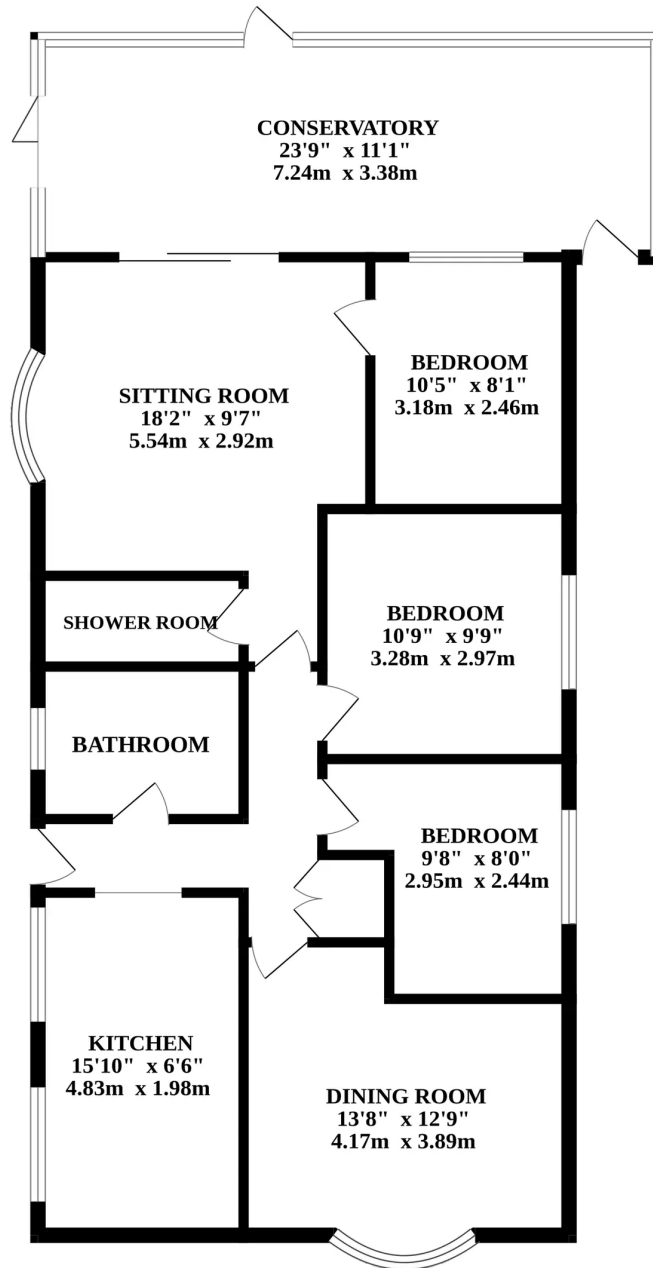 CONSERVATORY
23'9" x 11'1"
7.24m x 3.38m
BEDROOM
10'5" x 8'1"
3.18m x 2.46m
SITTING ROOM
18'2" x 9'7"
5.54m x 2.92m
SHOWER ROOM
BEDROOM
10'9" x 9'9"
3.28m x 2.97m
BATHROOM
BEDROOM
9'8" x 8'0"
2.95m x 2.44m
KITCHEN
15'10" x 6'6"
4.83m x 1.98m
DINING ROOM
13'8" x 12'9"
4.17m x 3.89m